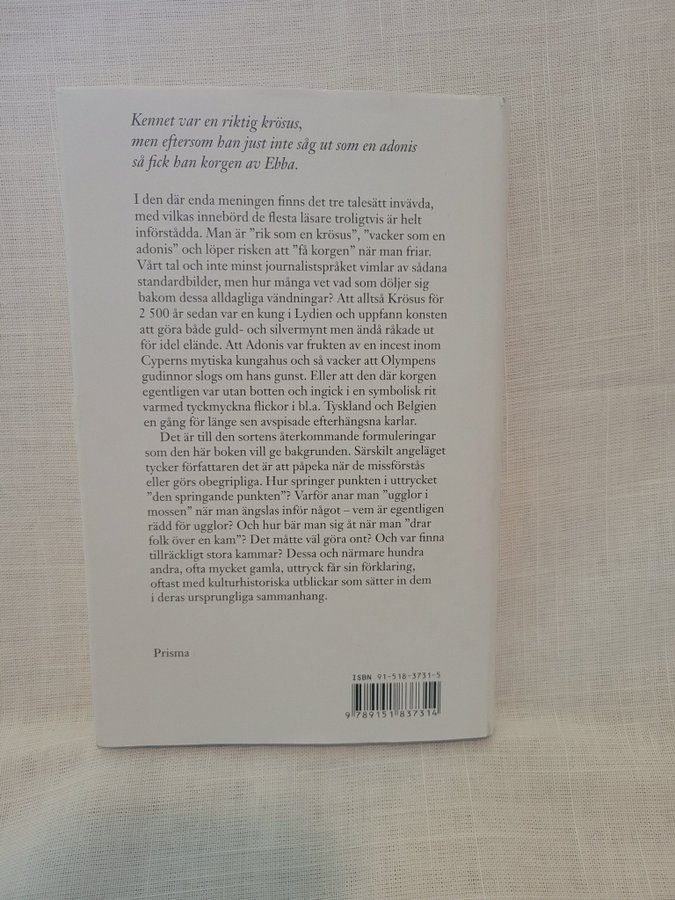 Kennet var en riktig krösus,
men eftersom han just inte såg ut som en adonis
så fick han korgen av Ebba.
I den där enda meningen finns det tre talesätt invävda,
med vilkas innebörd de flesta läsare troligtvis är helt
införstådda. Man är ”rik som en krösus”, ”vacker som en
adonis” och löper risken att ”få korgen” när man friar.
Vårt tal och inte minst journalistspråket vimlar av sådana
standardbilder, men hur många vet vad som döljer sig
bakom dessa alldagliga vändningar? Att alltså Krösus för
2 500 år sedan var en kung i Lydien och uppfann konsten
att göra både guld- och silvermynt men ändå råkade ut
för idel elände. Att Adonis var frukten av en incest inom
Cyperns mytiska kungahus och så vacker att Olympens
gudinnor slogs om hans gunst. Eller att den där korgen
egentligen var utan botten och ingick i en symbolisk rit
varmed tyckmyckna flickor i bl.a. Tyskland och Belgien
en gång för länge sen avspisade efterhängsna karlar.
Det är till den sortens återkommande formuleringar
som den här boken vill ge bakgrunden. Särskilt angeläget
tycker författaren det är att påpeka när de missförstås
eller görs obegripliga. Hur springer punkten i uttrycket
”den springande punkten”? Varför anar man ”ugglor i
mossen” när man ängslas inför något – vem är egentligen
rädd för ugglor? Och hur bär man sig åt när man ”drar
folk över en kam”? Det måtte väl göra ont? Och var finna
tillräckligt stora kammar? Dessa och närmare hundra
andra, ofta mycket gamla, uttryck får sin förklaring,
oftast med kulturhistoriska utblickar som sätter in dem
i deras ursprungliga sammanhang.
Prisma
ISBN 91-518-3731-5
9 789151 837314